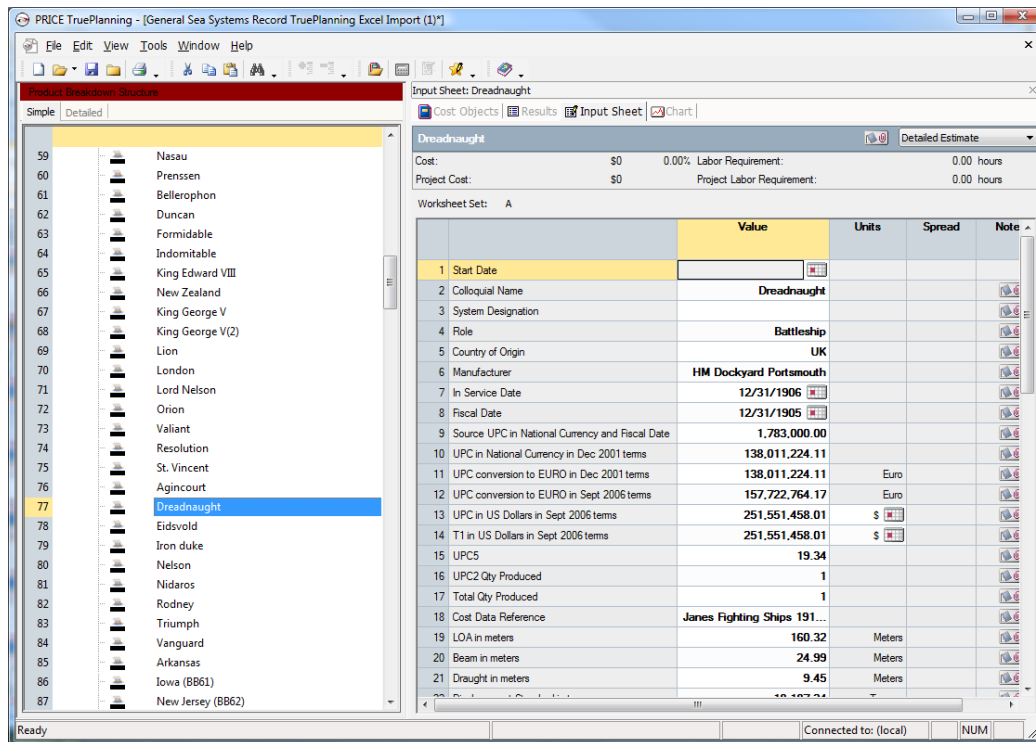 PRICE TruePlanning - [General Sea Systems Record TruePlanning Excel Import (1)*]
File Edit View Tools Window Help
Product Breakdown Structure
Simple Detailed
59 Nasau
60 Prenssen
61 Bellerophon
62 Duncan
63 Formidable
64 Indomitable
65 King Edward VIII
66 New Zealand
67 King George V
68 King George V(2)
69 Lion
70 London
71 Lord Nelson
72 Orion
73 Valiant
74 Resolution
75 St. Vincent
76 Agincourt
77 Dreadnaught
78 Eidsvold
79 Iron duke
80 Nelson
81 Nidaros
82 Rodney
83 Triumph
84 Vanguard
85 Arkansas
86 Iowa (BB61)
87 New Jersey (BB62)
Input Sheet: Dreadnaught
Cost Objects Results Input Sheet Chart
Dreadnaught Detailed Estimate
Cost: $0 0.00% Labor Requirement: 0.00 hours
Project Cost: $0 Project Labor Requirement: 0.00 hours
Worksheet Set: A
Value Units Spread Note
1 Start Date
2 Colloquial Name Dreadnaught
3 System Designation
4 Role Battleship
5 Country of Origin UK
6 Manufacturer HM Dockyard Portsmouth
7 In Service Date 12/31/1906
8 Fiscal Date 12/31/1905
9 Source UPC in National Currency and Fiscal Date 1,783,000.00
10 UPC in National Currency in Dec 2001 terms 138,011,224.11
11 UPC conversion to EURO in Dec 2001 terms 138,011,224.11 Euro
12 UPC conversion to EURO in Sept 2006 terms 157,722,764.17 Euro
13 UPC in US Dollars in Sept 2006 terms 251,551,458.01 $
14 T1 in US Dollars in Sept 2006 terms 251,551,458.01 $
15 UPC5 19.34
16 UPC2 Qty Produced 1
17 Total Qty Produced 1
18 Cost Data Reference Janes Fighting Ships 191...
19 LOA in meters 160.32 Meters
20 Beam in meters 24.99 Meters
21 Draught in meters 9.45 Meters
Ready Connected to: (local) NUM